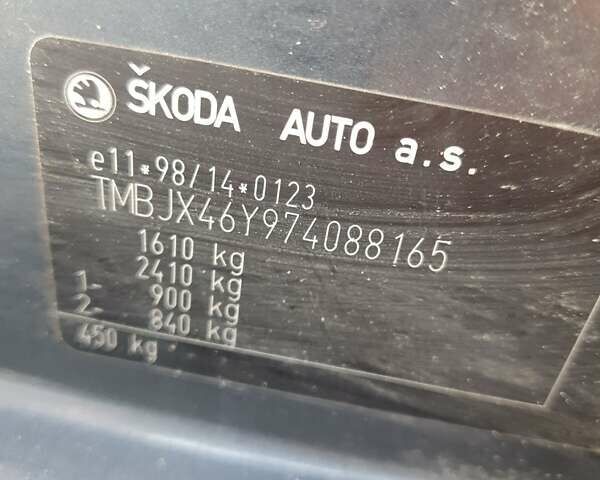 ŠKODA AUTO a.s.
e11*98/14*0123
TMBJX46Y974088165
1610 kg
2410 kg
1- 900 kg
2- 840 kg
450 kg